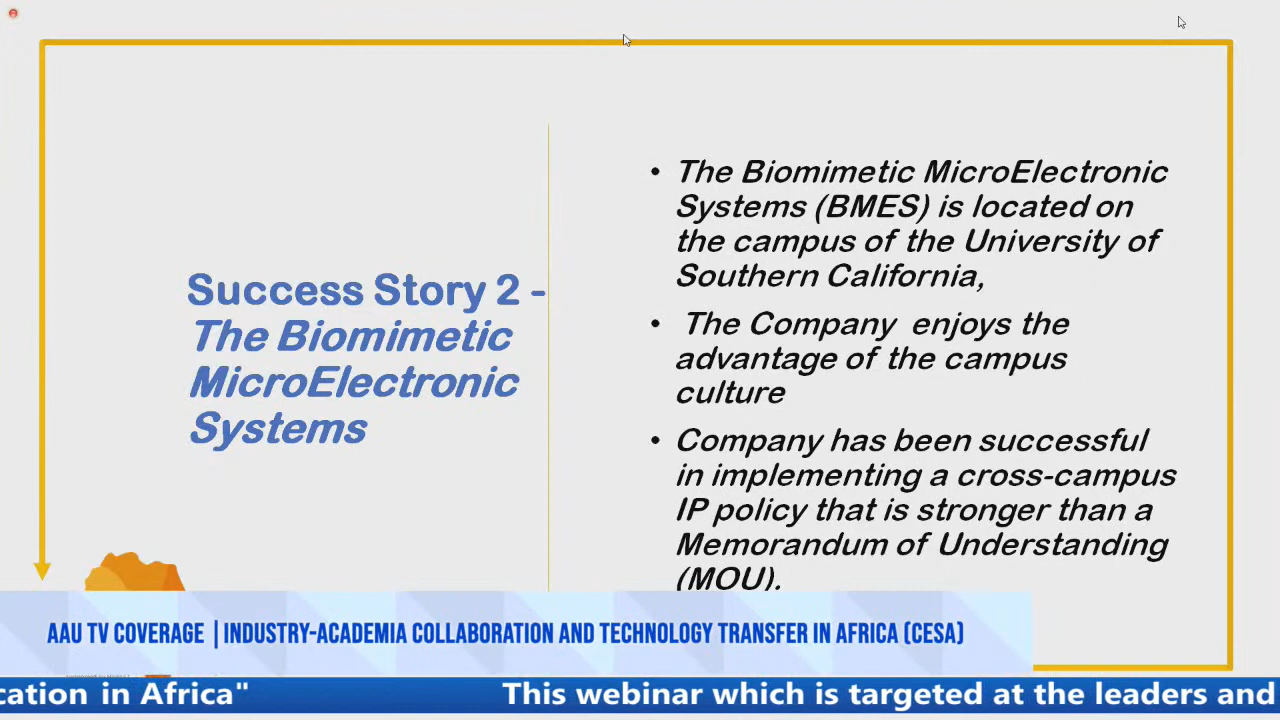 Success Story 2 -
The Biomimetic
MicroElectronic
Systems
• The Biomimetic MicroElectronic
Systems (BMES) is located on
the campus of the University of
Southern California,
• The Company enjoys the
advantage of the campus
culture
• Company has been successful
in implementing a cross-campus
IP policy that is stronger than a
Memorandum of Understanding
(MOU).
AAU TV COVERAGE | INDUSTRY-ACADEMIA COLLABORATION AND TECHNOLOGY TRANSFER IN AFRICA (CESA)
cation in Africa" This webinar which is targeted at the leaders and